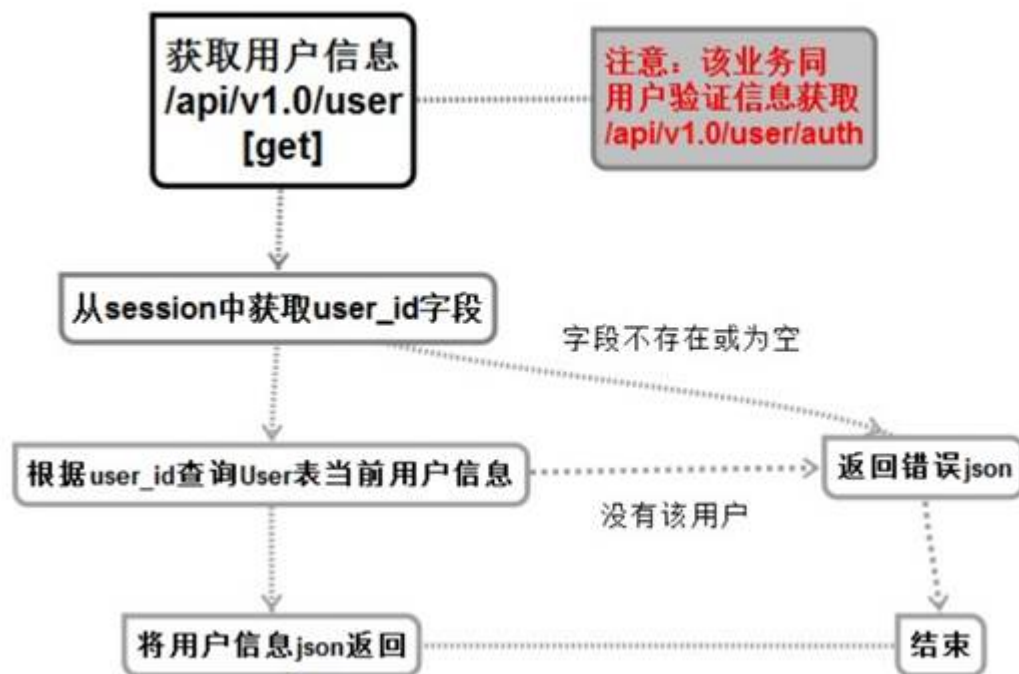 获取用户信息
/api/v1.0/user
[get]
注意：该业务同
用户验证信息获取
/api/v1.0/user/auth
从session中获取user_id字段
字段不存在或为空
根据user_id查询User表当前用户信息
返回错误json
没有该用户
将用户信息json返回
结束